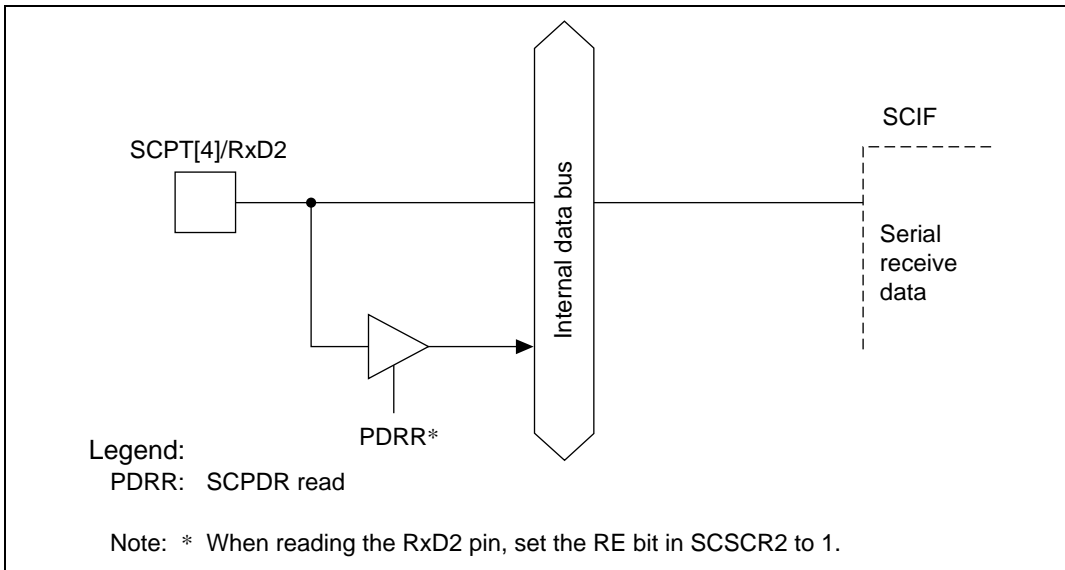 SCPT[4]/RxD2
Internal data bus
SCIF
Serial
receive
data
PDRR*
Legend:
PDRR: SCPDR read
Note: * When reading the RxD2 pin, set the RE bit in SCSCR2 to 1.